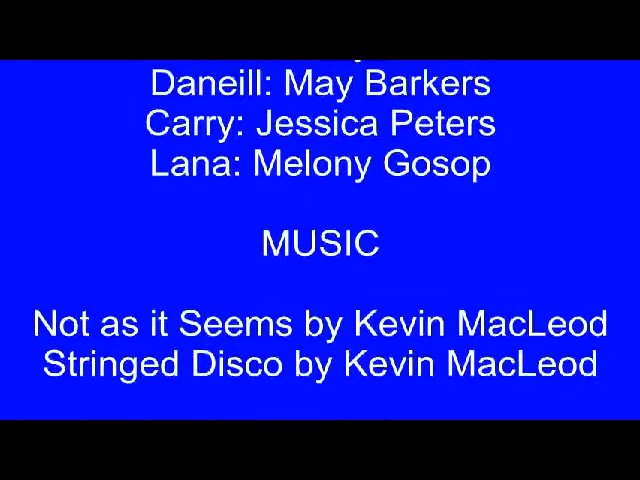 Daneill: May Barkers
Carry: Jessica Peters
Lana: Melony Gosop
MUSIC
Not as it Seems by Kevin MacLeod
Stringed Disco by Kevin MacLeod